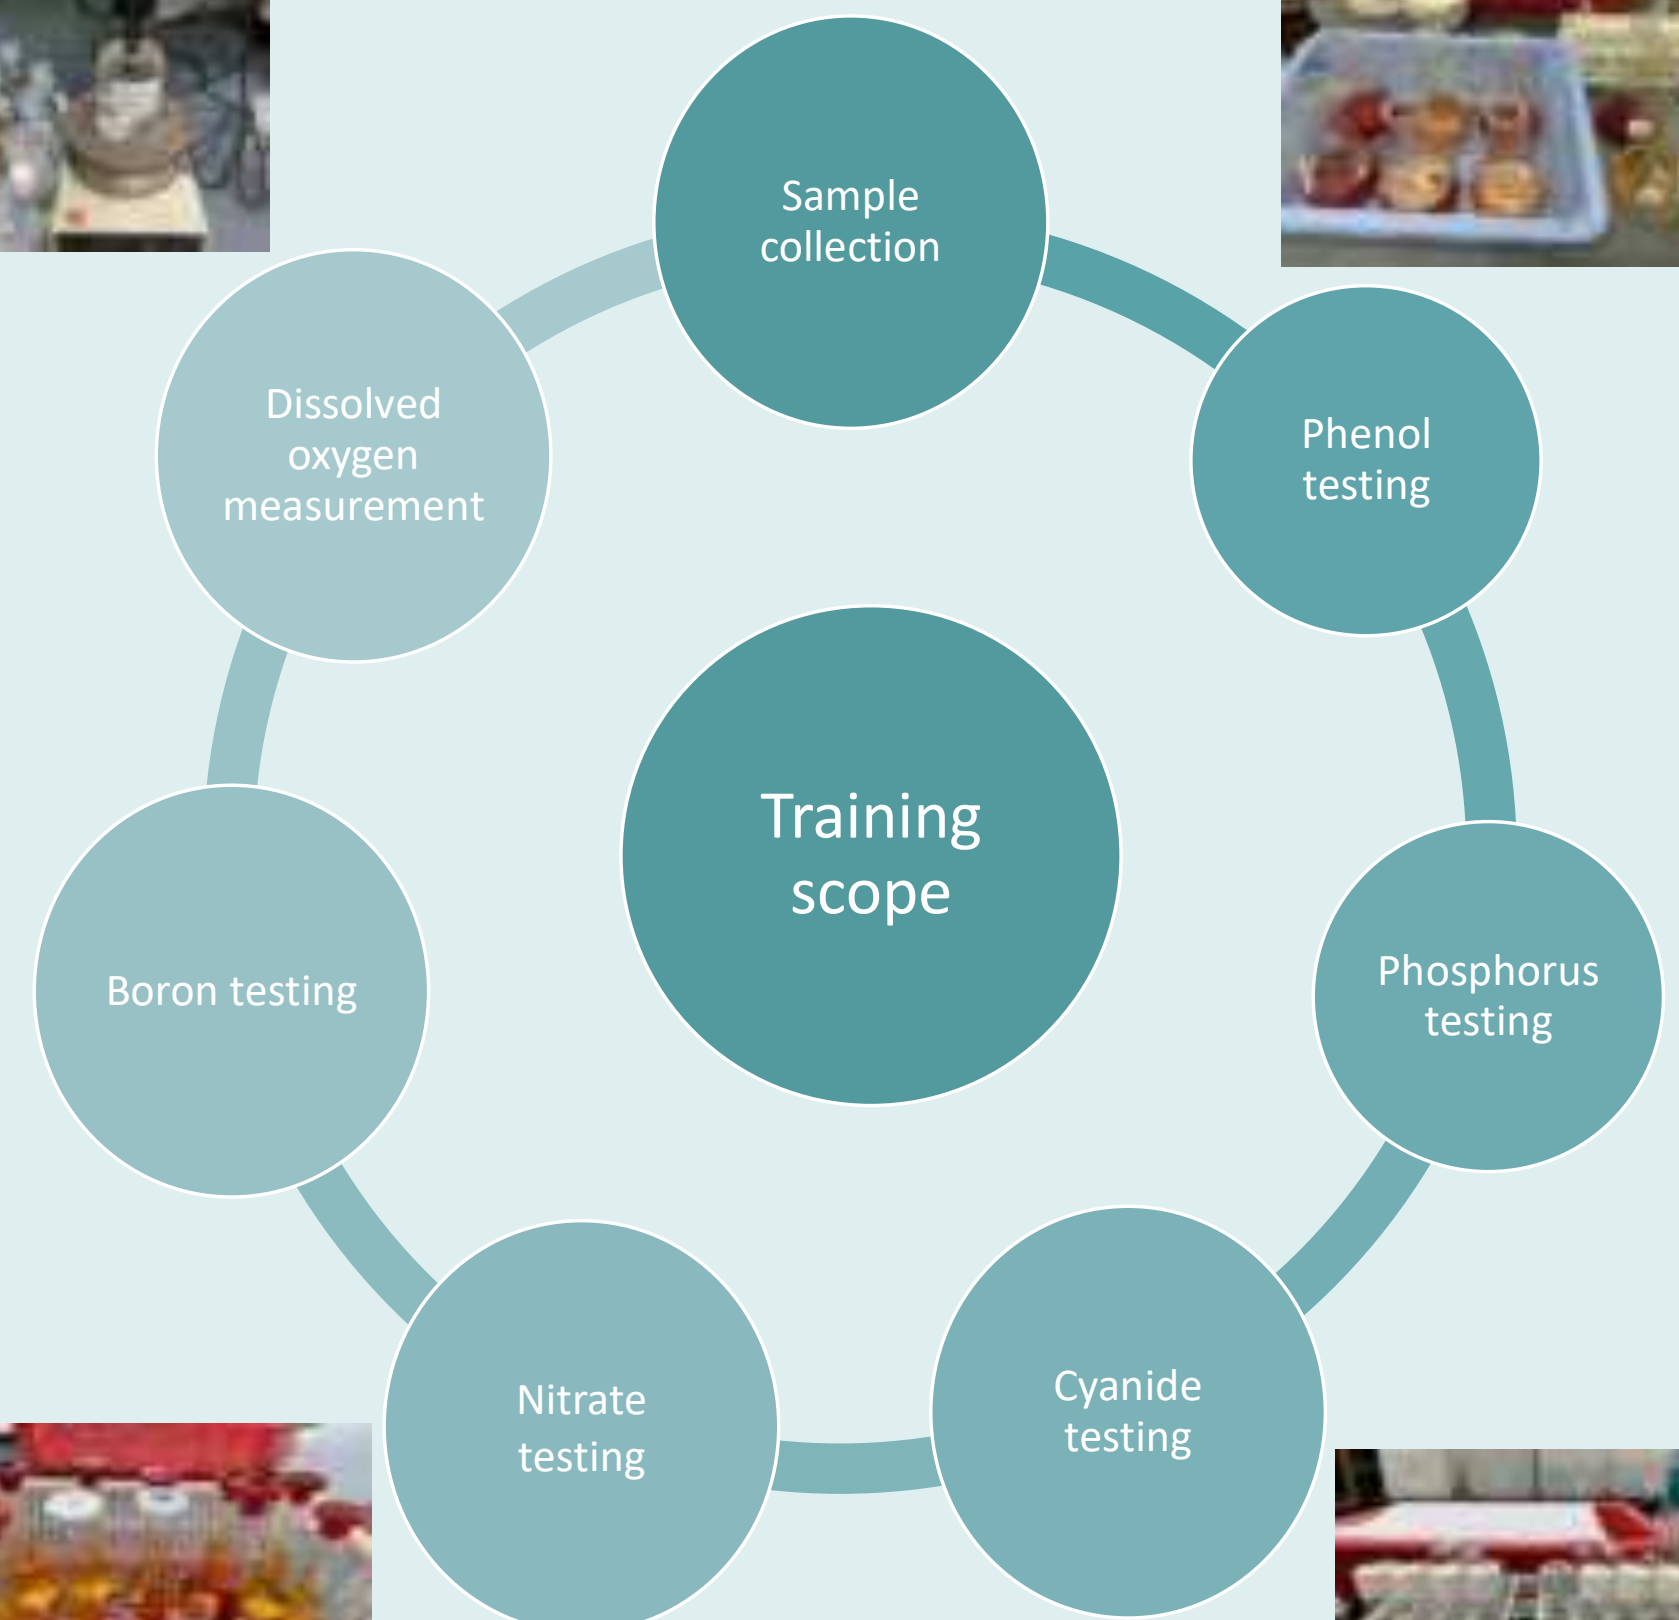 Sample
collection
Phenol
testing
Phosphorus
testing
Cyanide
testing
Nitrate
testing
Boron testing
Dissolved
oxygen
measurement
Training
scope